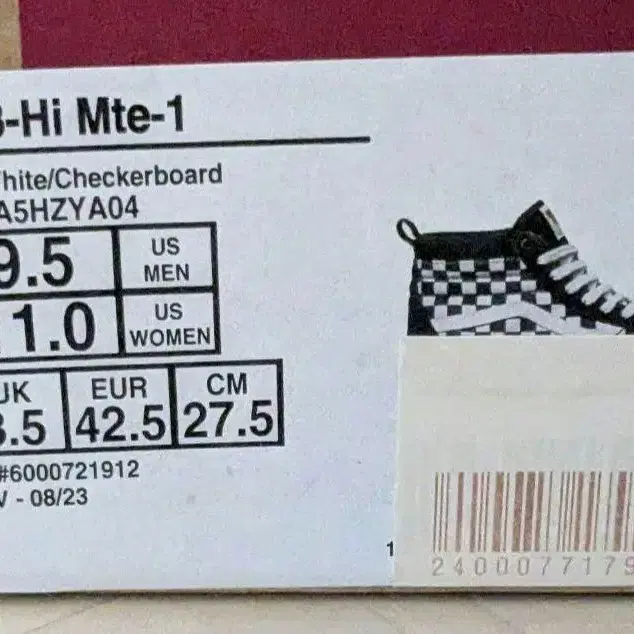 -Hi Mte-1
hite/Checkerboard
A5HZYA04
9.5 US MEN
1.0 US WOMEN
UK EUR CM
.5 42.5 27.5
#6000721912
- 08/23
1
2400077179